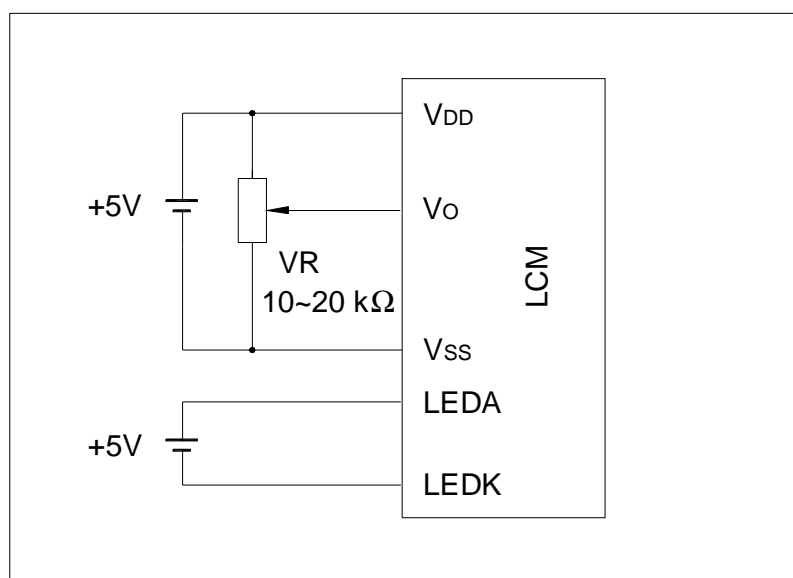 VDD
+5V
VO
VR
10~20 kΩ
LCM
VSS
LEDA
+5V
LEDK